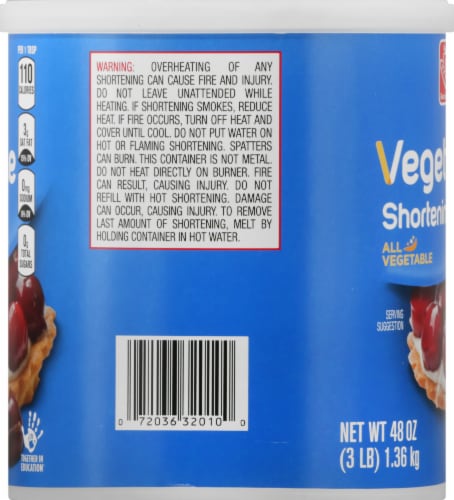 PER 1 TBSP
110
CALORIES
3g
SAT FAT
15% DV
0mg
SODIUM
0% DV
0g
TOTAL
SUGARS
TOGETHER IN
EDUCATION
WARNING: OVERHEATING OF ANY
SHORTENING CAN CAUSE FIRE AND INJURY.
DO NOT LEAVE UNATTENDED WHILE
HEATING. IF SHORTENING SMOKES, REDUCE
HEAT. IF FIRE OCCURS, TURN OFF HEAT AND
COVER UNTIL COOL. DO NOT PUT WATER ON
HOT OR FLAMING SHORTENING. SPATTERS
CAN BURN. THIS CONTAINER IS NOT METAL.
DO NOT HEAT DIRECTLY ON BURNER. FIRE
CAN RESULT, CAUSING INJURY. DO NOT
REFILL WITH HOT SHORTENING. DAMAGE
CAN OCCUR, CAUSING INJURY. TO REMOVE
LAST AMOUNT OF SHORTENING, MELT BY
HOLDING CONTAINER IN HOT WATER.
0 72036 32010 0
Veget
Shortenin
ALL
VEGETABLE
SERVING
SUGGESTION
NET WT 48 OZ
(3 LB) 1.36 kg